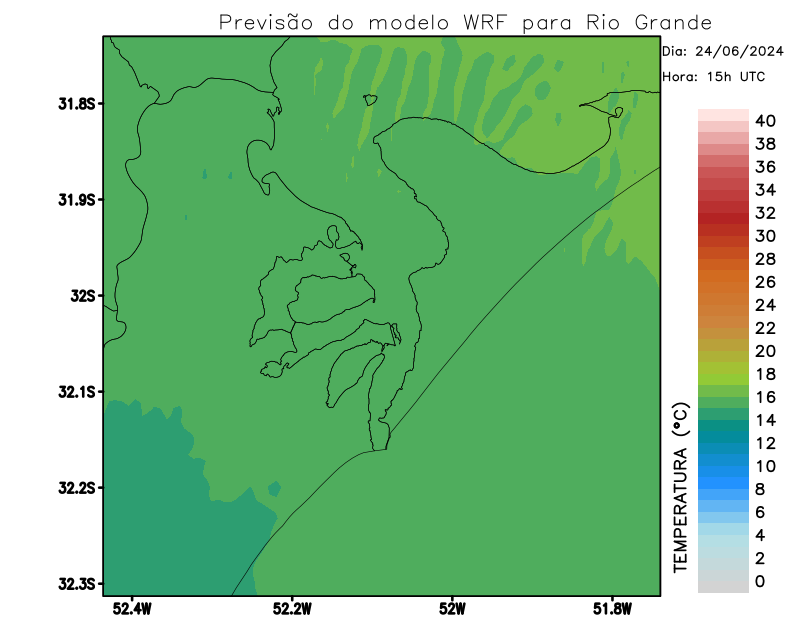 Previsão do modelo WRF para Rio Grande
Dia: 24/06/2024
Hora: 15h UTC
31.8S
31.9S
32S
32.1S
32.2S
32.3S
52.4W
52.2W
52W
51.8W
TEMPERATURA (°C)
40
38
36
34
32
30
28
26
24
22
20
18
16
14
12
10
8
6
4
2
0